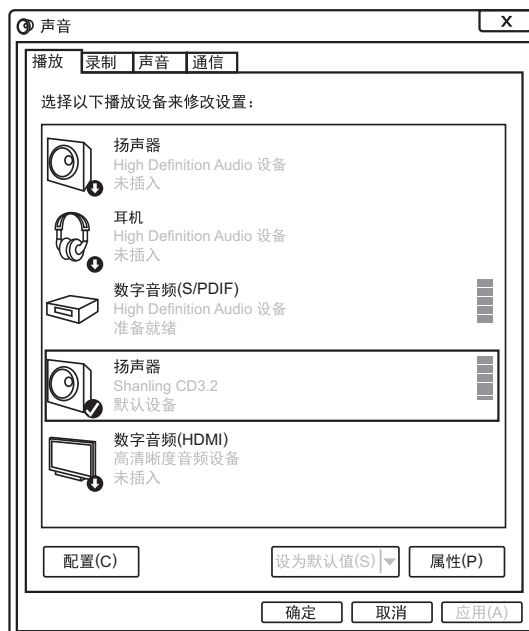 声音
X
播放 录制 声音 通信
选择以下播放设备来修改设置：
扬声器
High Definition Audio 设备
未插入
耳机
High Definition Audio 设备
未插入
数字音频(S/PDIF)
High Definition Audio 设备
准备就绪
扬声器
Shanling CD3.2
默认设备
数字音频(HDMI)
高清晰度音频设备
未插入
配置(C) 设为默认值(S) 属性(P)
确定 取消 应用(A)